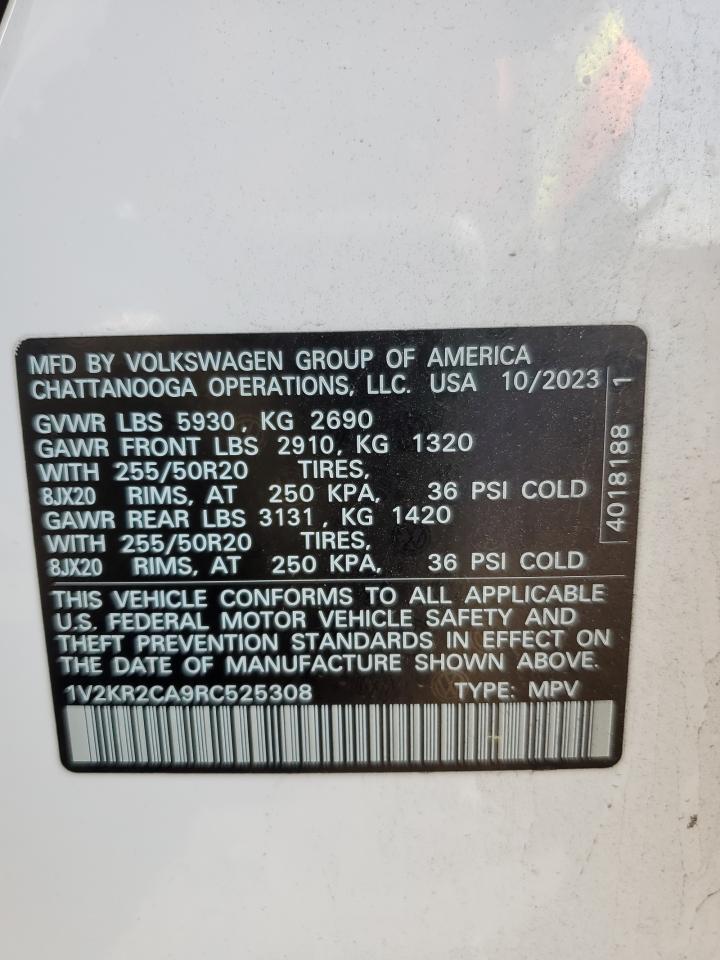 MFD BY VOLKSWAGEN GROUP OF AMERICA
CHATTANOOGA OPERATIONS, LLC. USA 10/2023
GVWR LBS 5930, KG 2690
GAWR FRONT LBS 2910, KG 1320
WITH 255/50R20 TIRES,
8JX20 RIMS, AT 250 KPA, 36 PSI COLD
GAWR REAR LBS 3131, KG 1420
WITH 255/50R20 TIRES,
8JX20 RIMS, AT 250 KPA, 36 PSI COLD
4018188 1
THIS VEHICLE CONFORMS TO ALL APPLICABLE
U.S. FEDERAL MOTOR VEHICLE SAFETY AND
THEFT PREVENTION STANDARDS IN EFFECT ON
THE DATE OF MANUFACTURE SHOWN ABOVE.
1V2KR2CA9RC525308 TYPE: MPV